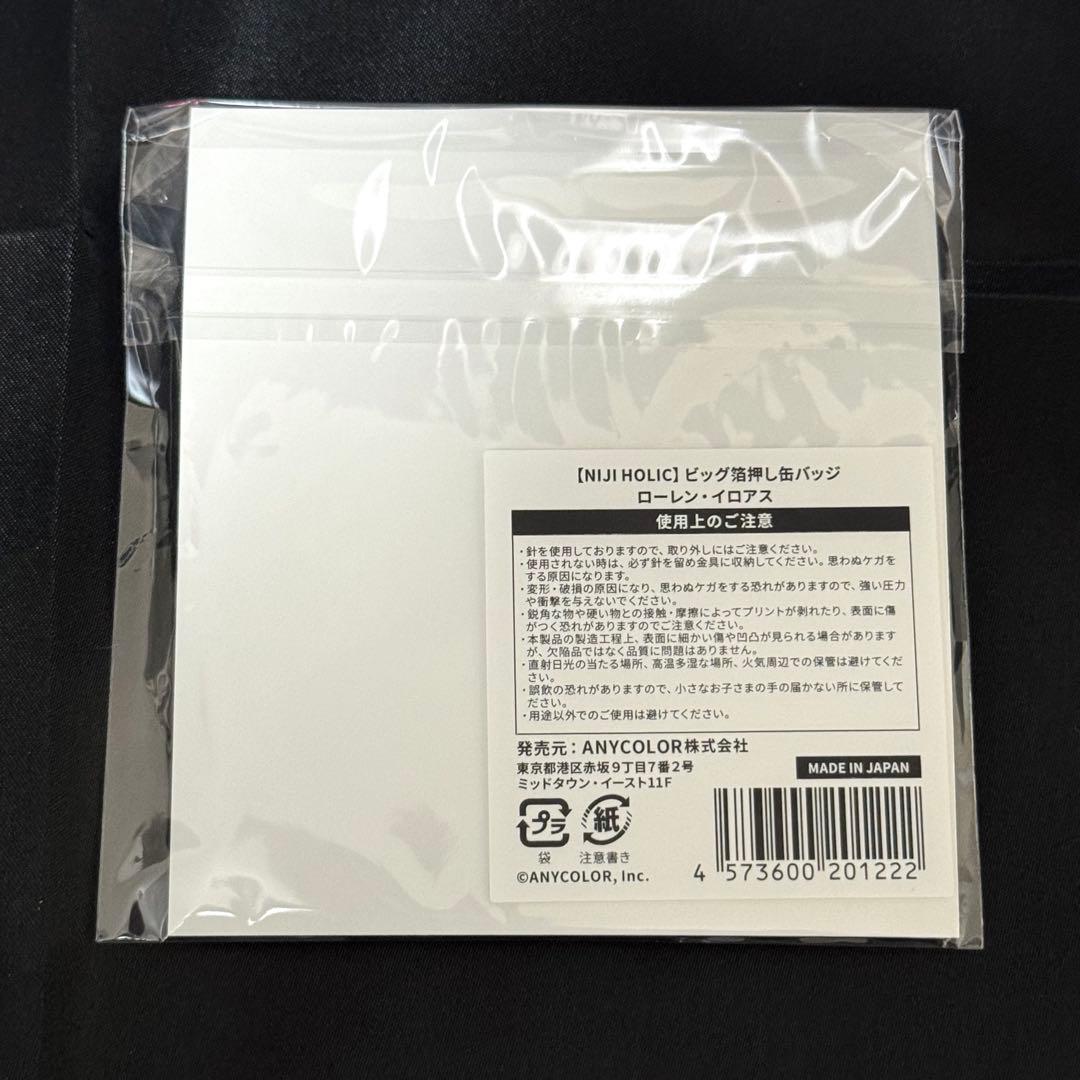 【NIJI HOLIC】ビッグ箔押し缶バッジ
ローレン・イロアス
使用上のご注意
・針を使用しておりますので、取り外しにはご注意ください。
・使用されない時は、必ず針を留め金具に収納してください。思わぬケガを
する原因になります。
・変形・破損の原因になり、思わぬケガをする恐れがありますので、強い圧力
や衝撃を与えないでください。
・鋭角な物や硬い物との接触・摩擦によってプリントが剥れたり、表面に傷
がつく恐れがありますのでご注意ください。
・本製品の製造工程上、表面に細かい傷や凹凸が見られる場合があります
が、欠陥品ではなく品質に問題はありません。
・直射日光の当たる場所、高温多湿な場所、火気周辺での保管は避けてくだ
さい。
・誤飲の恐れがありますので、小さなお子さまの手の届かない所に保管して
ください。
・用途以外でのご使用は避けてください。
発売元：ANYCOLOR株式会社
東京都港区赤坂9丁目7番2号
ミッドタウン・イースト11F
MADE IN JAPAN
プラ 紙
袋 注意書き
©ANYCOLOR, Inc.
4 573600 201222